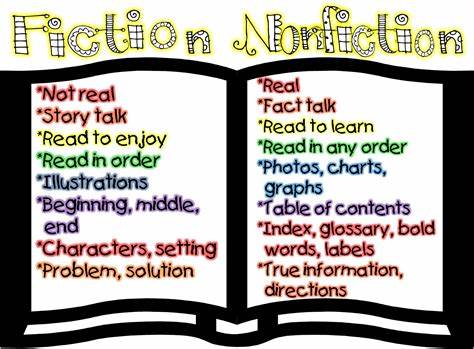 Fiction Nonfiction
*Not real
*Story talk
*Read to enjoy
*Read in order
*Illustrations
*Beginning, middle,
end
*Characters, setting
*Problem, solution
*Real
*Fact talk
*Read to learn
*Read in any order
*Photos, charts,
graphs
*Table of contents
*Index, glossary, bold
words, labels
*True information,
directions